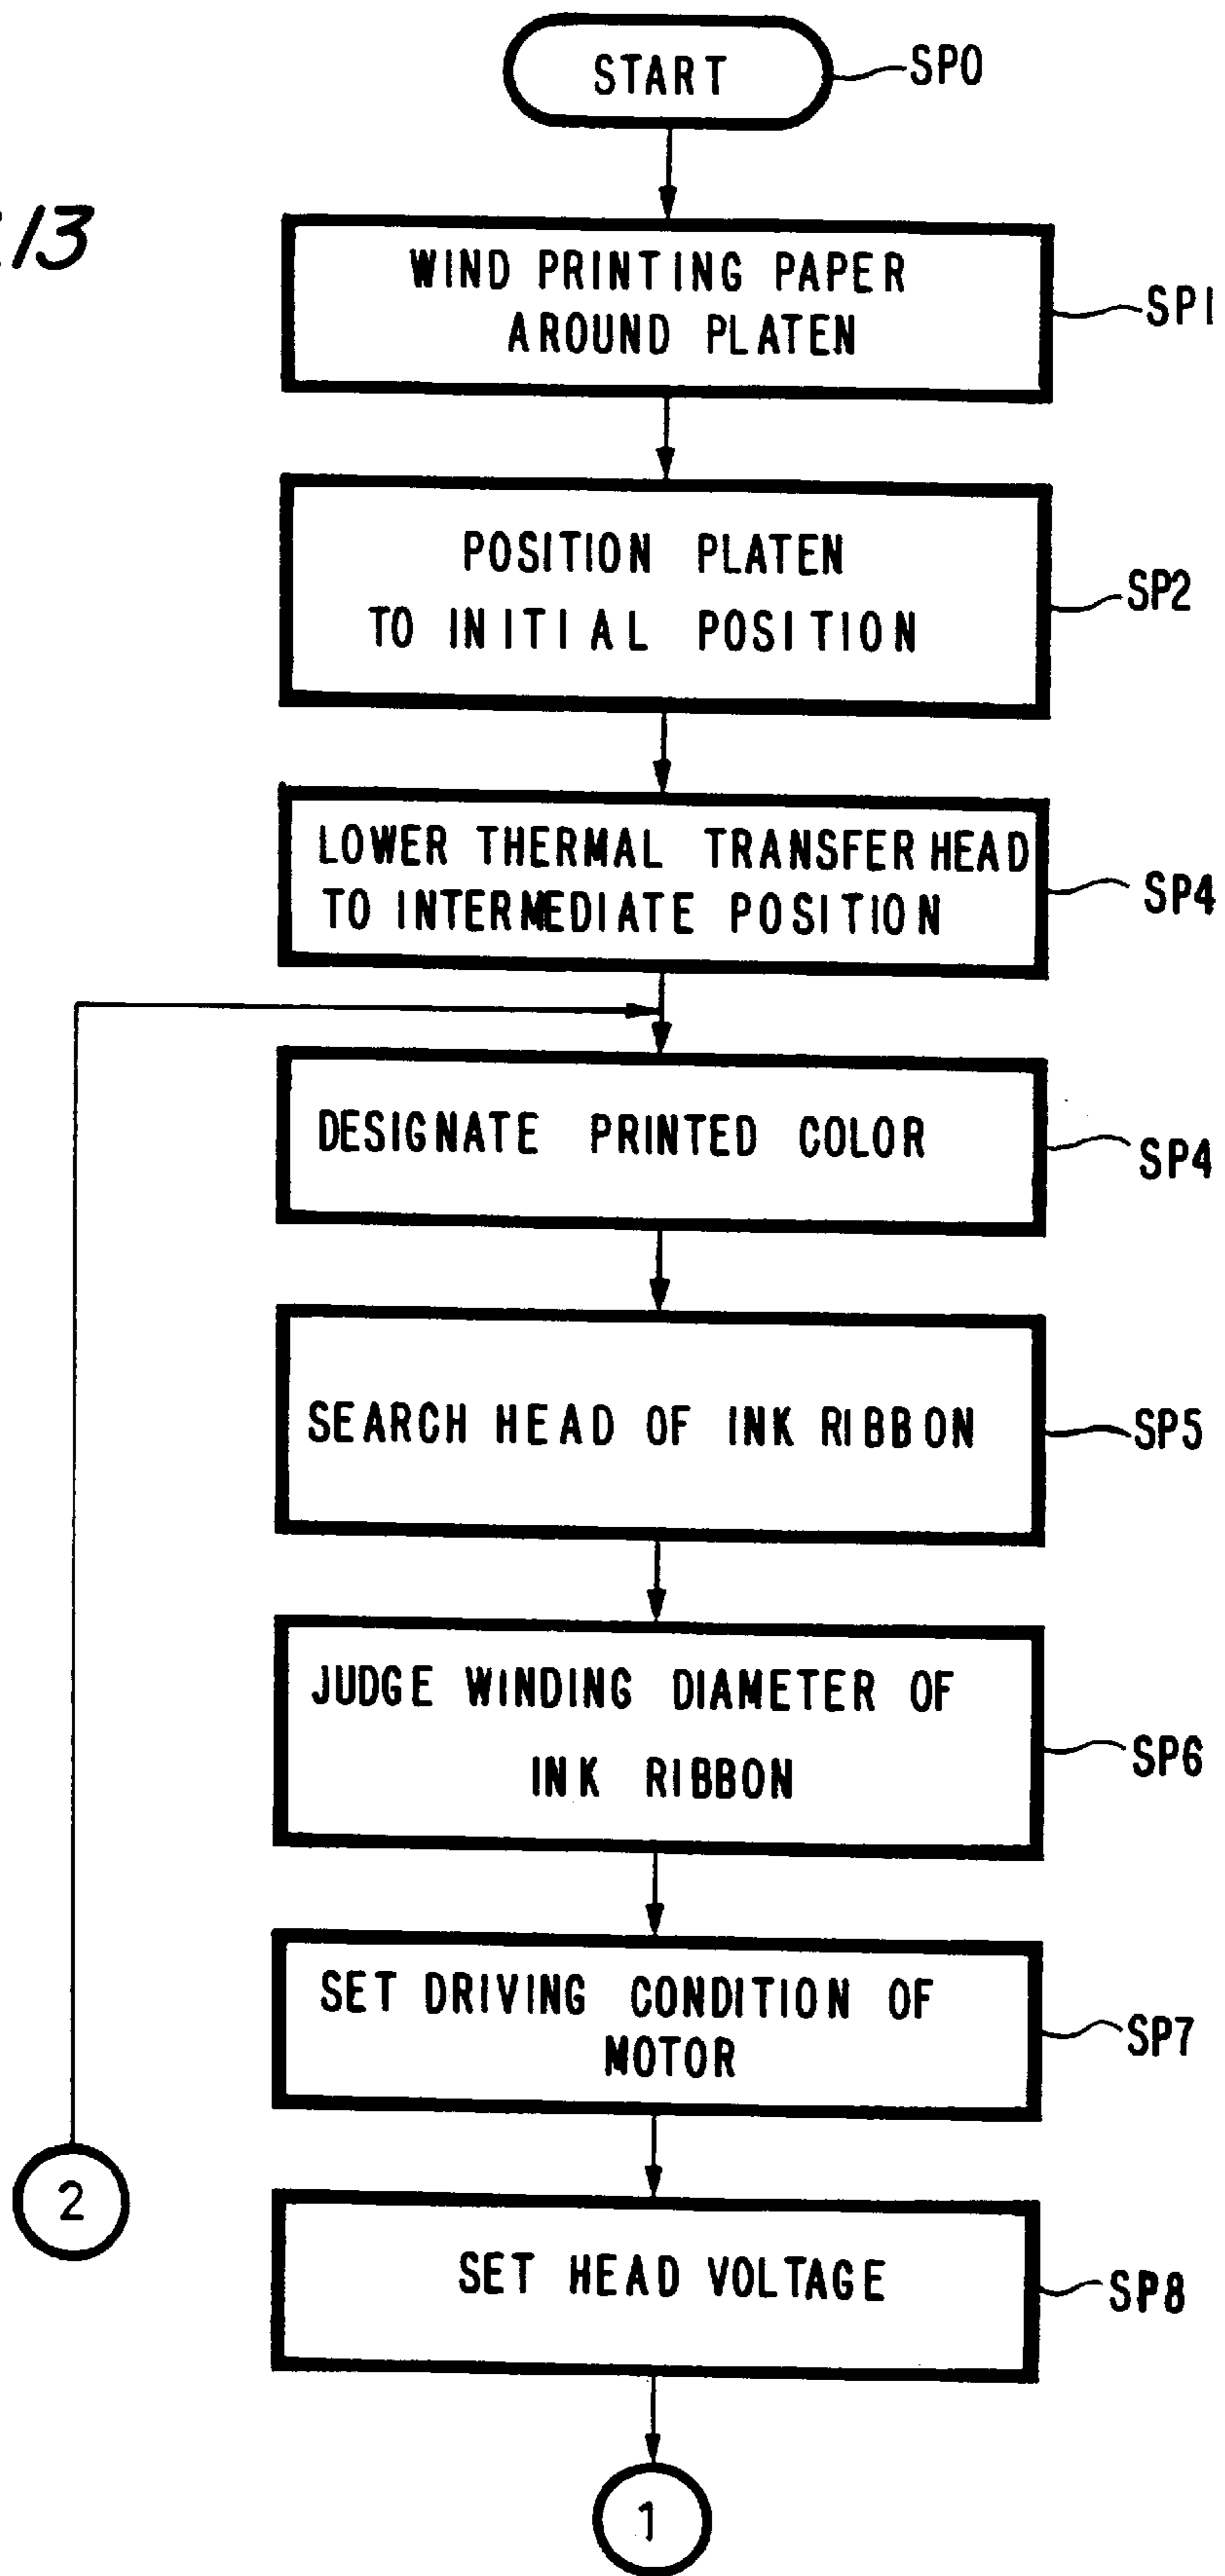 START
SP0
13
WIND PRINTING PAPER
AROUND PLATEN
SP1
POSITION PLATEN
TO INITIAL POSITION
SP2
LOWER THERMAL TRANSFER HEAD
TO INTERMEDIATE POSITION
SP4
DESIGNATE PRINTED COLOR
SP4
SEARCH HEAD OF INK RIBBON
SP5
JUDGE WINDING DIAMETER OF
INK RIBBON
SP6
SET DRIVING CONDITION OF
MOTOR
SP7
2
SET HEAD VOLTAGE
SP8
1